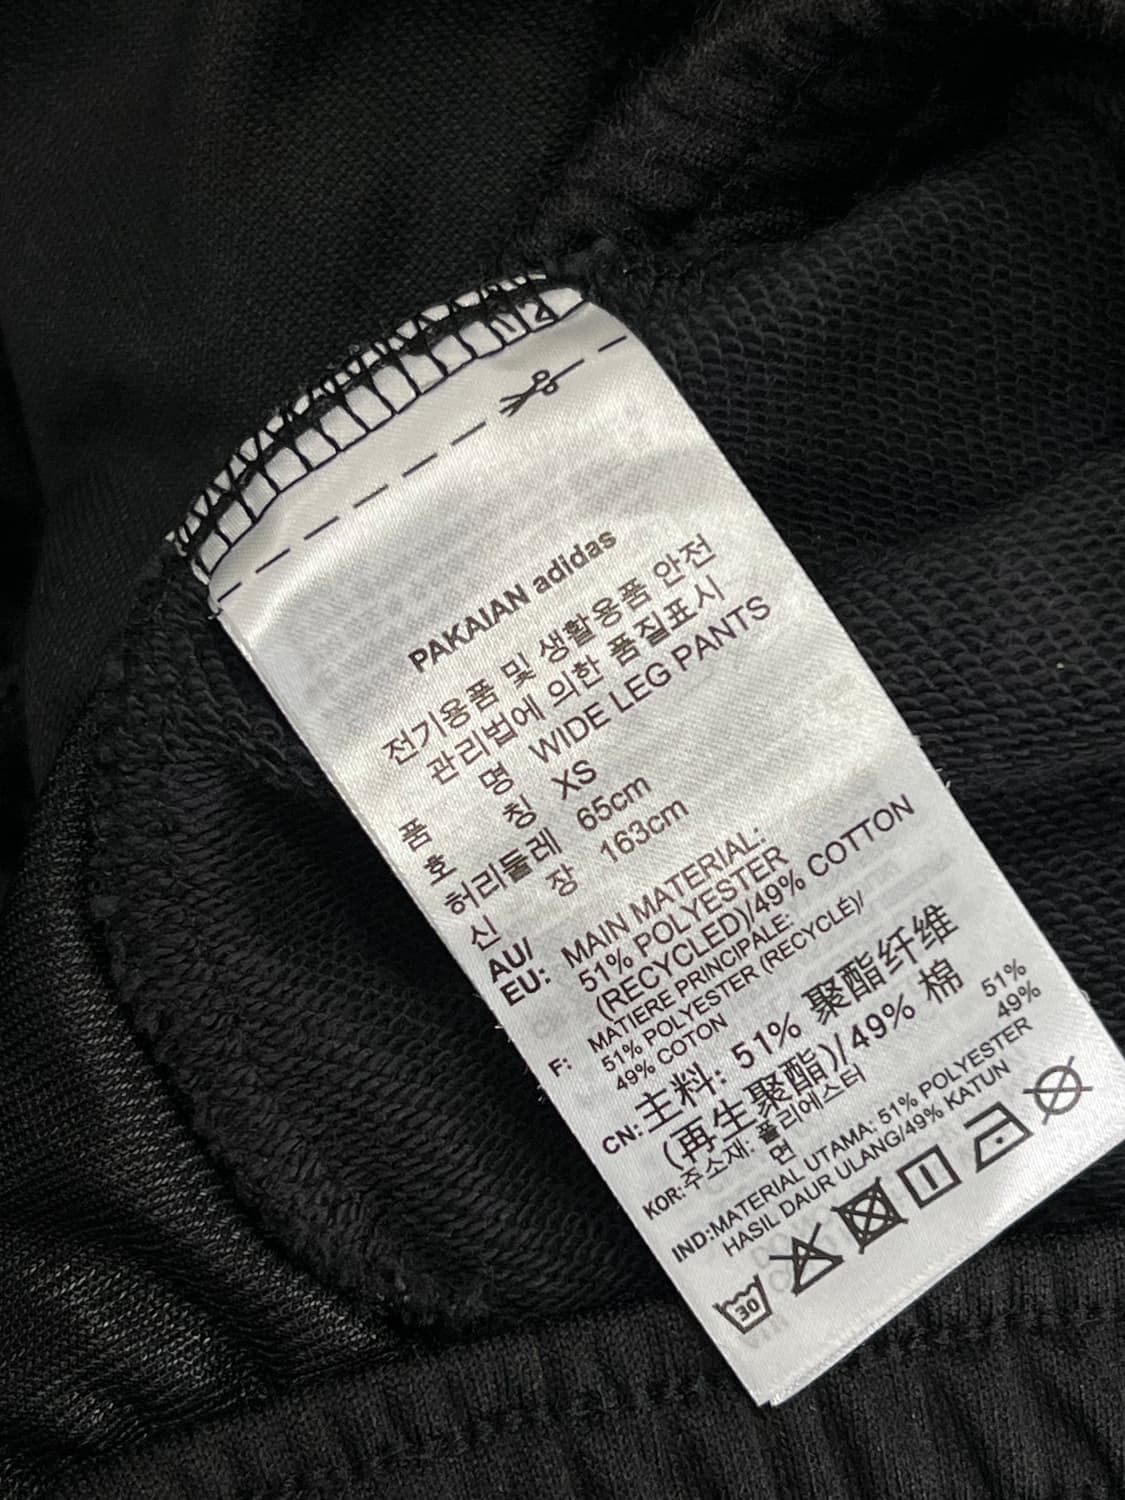 PAKAIAN adidas
전기용품 및 생활용품 안전
관리법에 의한 품질표시
품 명 WIDE LEG PANTS
호 칭 XS
허리둘레 65cm
신 장 163cm
AU/
EU: MAIN MATERIAL:
51% POLYESTER
(RECYCLED)/49% COTTON
F: MATIERE PRINCIPALE:
51% POLYESTER (RECYCLÉ)/
49% COTON
CN: 主料: 51% 聚酯纤维
(再生聚酯)/49% 棉
KOR: 주소재: 폴리에스터 51%
면 49%
IND: MATERIAL UTAMA: 51% POLYESTER
HASIL DAUR ULANG/49% KATUN
30